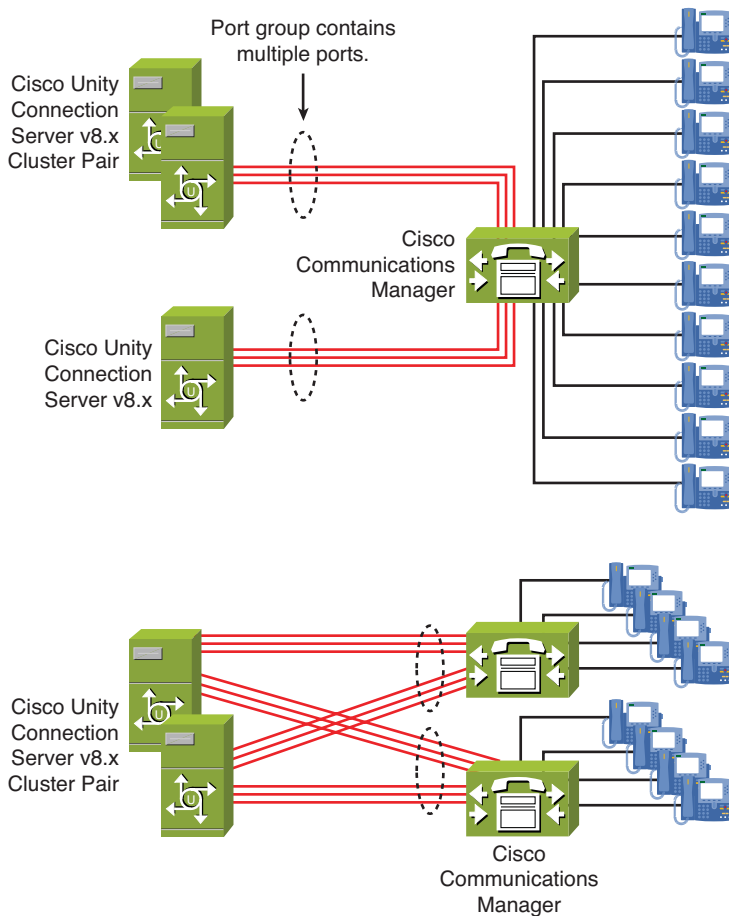 Port group contains
multiple ports.
Cisco Unity
Connection
Server v8.x
Cluster Pair
U
U
Cisco
Communications
Manager
Cisco Unity
Connection
Server v8.x
U
Cisco Unity
Connection
Server v8.x
Cluster Pair
U
U
Cisco
Communications
Manager